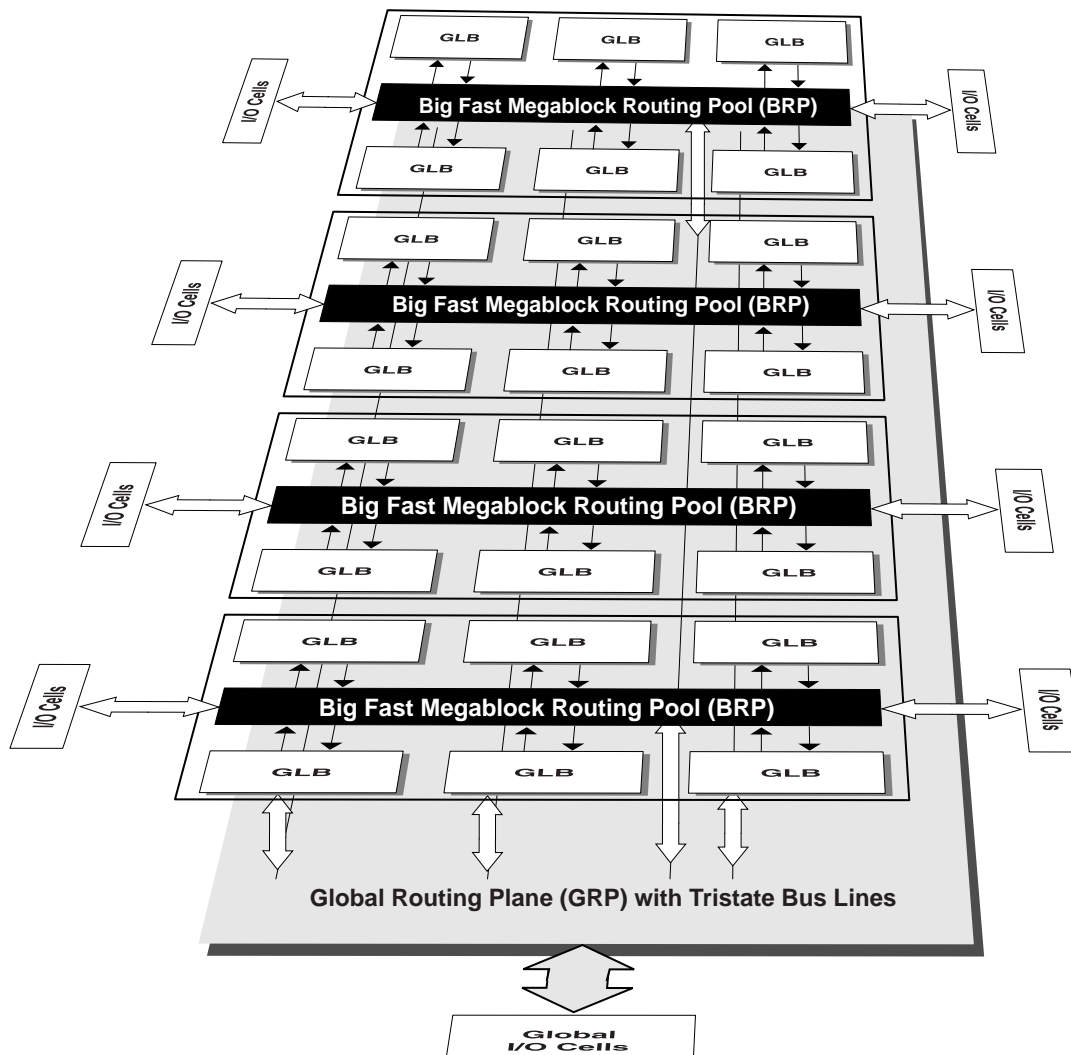 GLB GLB GLB
I/O Cells Big Fast Megablock Routing Pool (BRP) I/O Cells
GLB GLB GLB
GLB GLB GLB
I/O Cells Big Fast Megablock Routing Pool (BRP) I/O Cells
GLB GLB GLB
GLB GLB GLB
I/O Cells Big Fast Megablock Routing Pool (BRP) I/O Cells
GLB GLB GLB
GLB GLB GLB
I/O Cells Big Fast Megablock Routing Pool (BRP) I/O Cells
GLB GLB GLB
Global Routing Plane (GRP) with Tristate Bus Lines
Global
I/O Cells